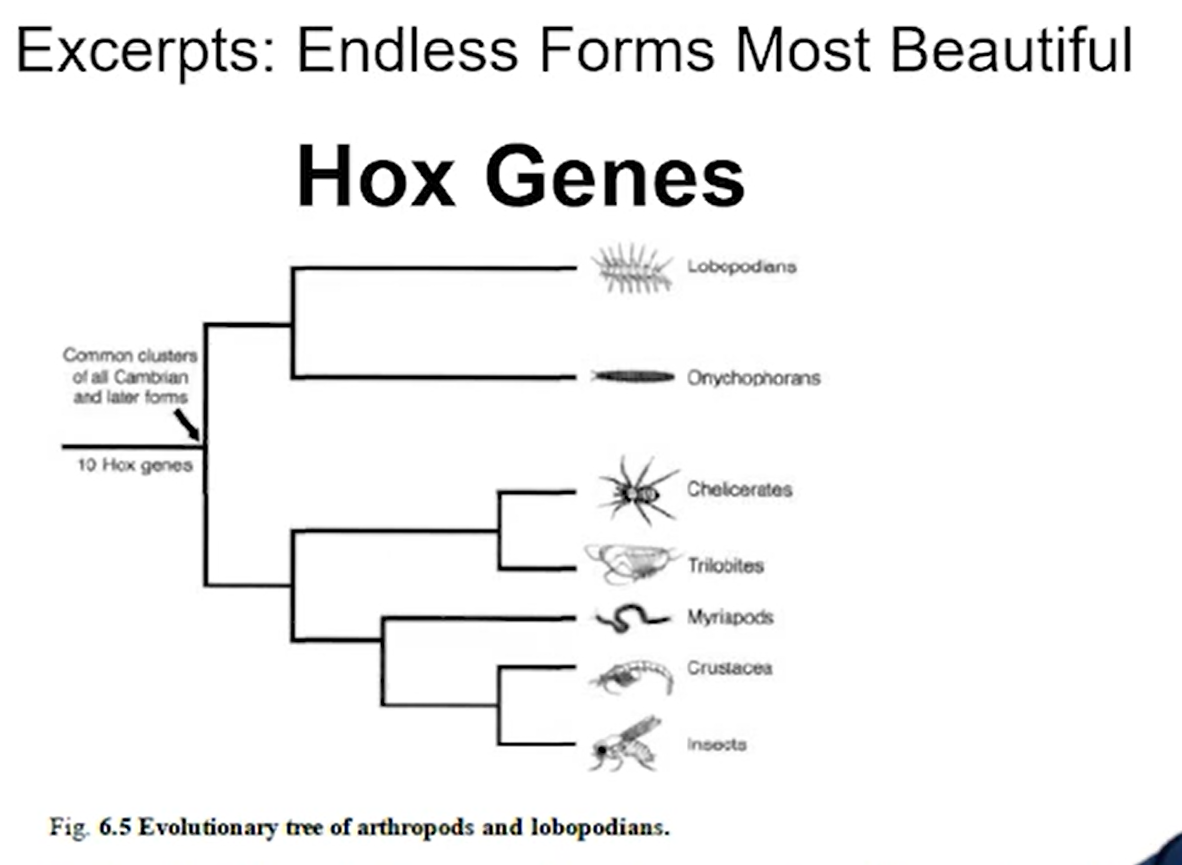 Excerpts: Endless Forms Most Beautiful
Hox Genes
Lobopodians
Common clusters
of all Cambrian
and later forms
Onychophorans
10 Hox genes
Chelicerates
Trilobites
Myriapods
Crustacea
Insects
Fig. 6.5 Evolutionary tree of arthropods and lobopodians.